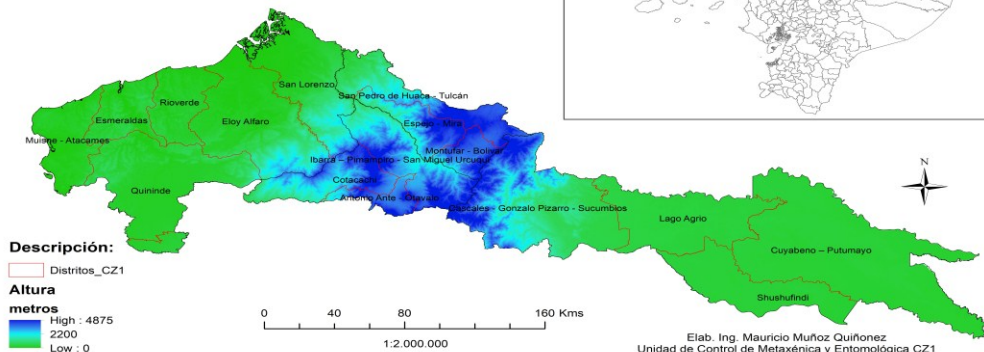 San Lorenzo
San Pedro de Huaca - Tulcán
Rioverde
Esmeraldas
Eloy Alfaro
Espejo - Mira
Muisne - Atacames
Montufar - Bolivar
Ibarra – Pimampiro - San Miguel Urcuqui
Cotacachi
Quininde
Antonio Ante - Otavalo
Cascales - Gonzalo Pizarro - Sucumbios
Lago Agrio
Cuyabeno – Putumayo
Shushufindi
N
Descripción:
Distritos_CZ1
Altura
metros
High : 4875
2200
Low : 0
0 40 80 160 Kms
1:2.000.000
Elab. Ing. Mauricio Muñoz Quiñonez
Unidad de Control de Metaxénica y Entomológica CZ1